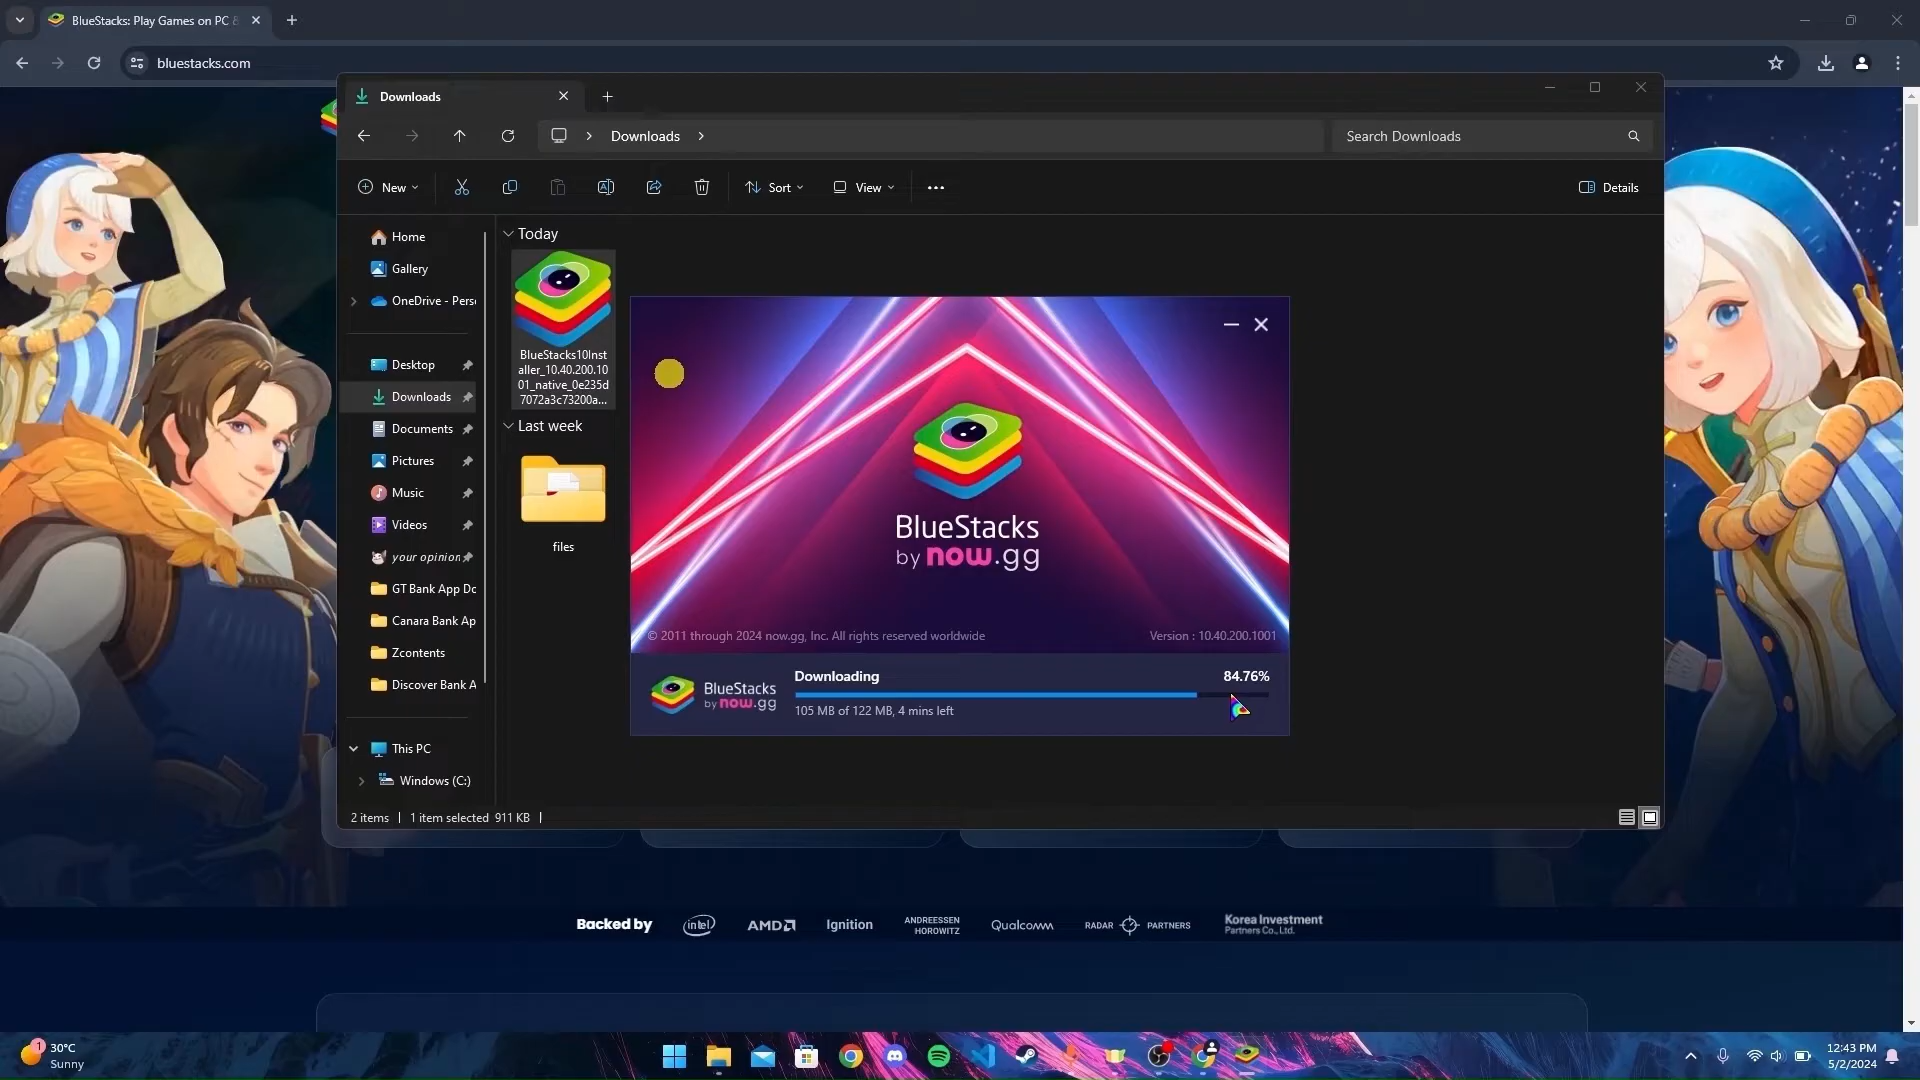 BlueStacks: Play Games on PC &
bluestacks.com
Downloads
Downloads
Search Downloads
New
Sort
View
Details
Home
Gallery
OneDrive - Pers
Desktop
Downloads
Documents
Pictures
Music
Videos
your opinion
GT Bank App Do
Canara Bank Ap
Zcontents
Discover Bank A
This PC
Windows (C:)
Today
BlueStacks10Inst
aller_10.40.200.10
01_native_0e235d
7072a3c73200a...
Last week
files
BlueStacks
by now.gg
© 2011 through 2024 now.gg, Inc. All rights reserved worldwide
Version : 10.40.200.1001
BlueStacks
by now.gg
Downloading
84.76%
105 MB of 122 MB, 4 mins left
2 items
1 item selected 911 KB
Backed by
intel
AMD
Ignition
ANDREESSEN
HOROWITZ
Qualcomm
RADAR PARTNERS
Korea Investment
Partners Co., Ltd.
1
30°C
Sunny
12:43 PM
5/2/2024